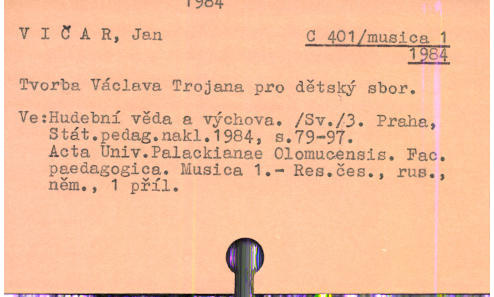 1984
V I Č A R, Jan C 401/musica 1
1984
Tvorba Václava Trojana pro dětský sbor.
Ve:Hudební věda a výchova. /Sv./3. Praha,
Stát.pedag.nakl.1984, s.79-97.
Acta Univ.Palackianae Olomucensis. Fac.
paedagogica. Musica 1.- Res.čes., rus.,
něm., 1 příl.